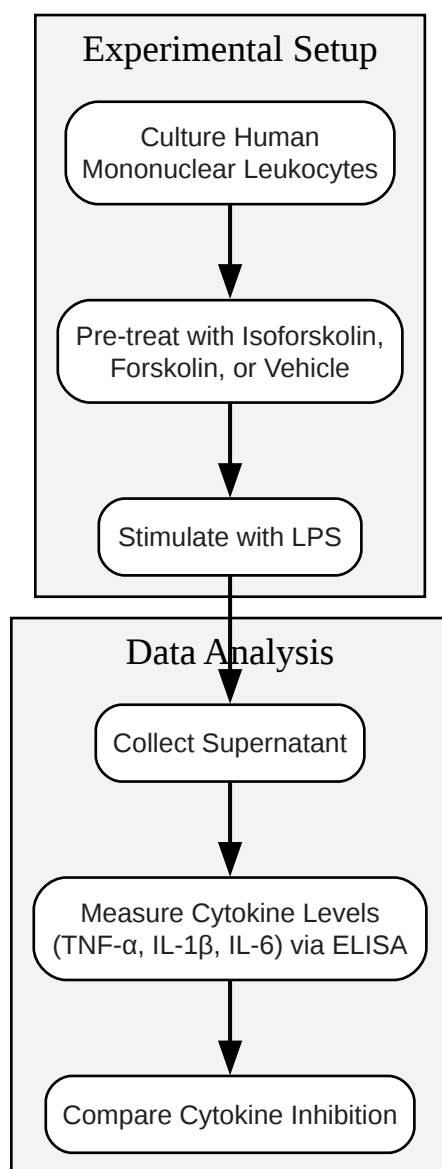 Experimental Setup
Culture Human
Mononuclear Leukocytes
Pre-treat with Isoforskolin,
Forskolin, or Vehicle
Stimulate with LPS
Data Analysis
Collect Supernatant
Measure Cytokine Levels
(TNF-α, IL-1β, IL-6) via ELISA
Compare Cytokine Inhibition